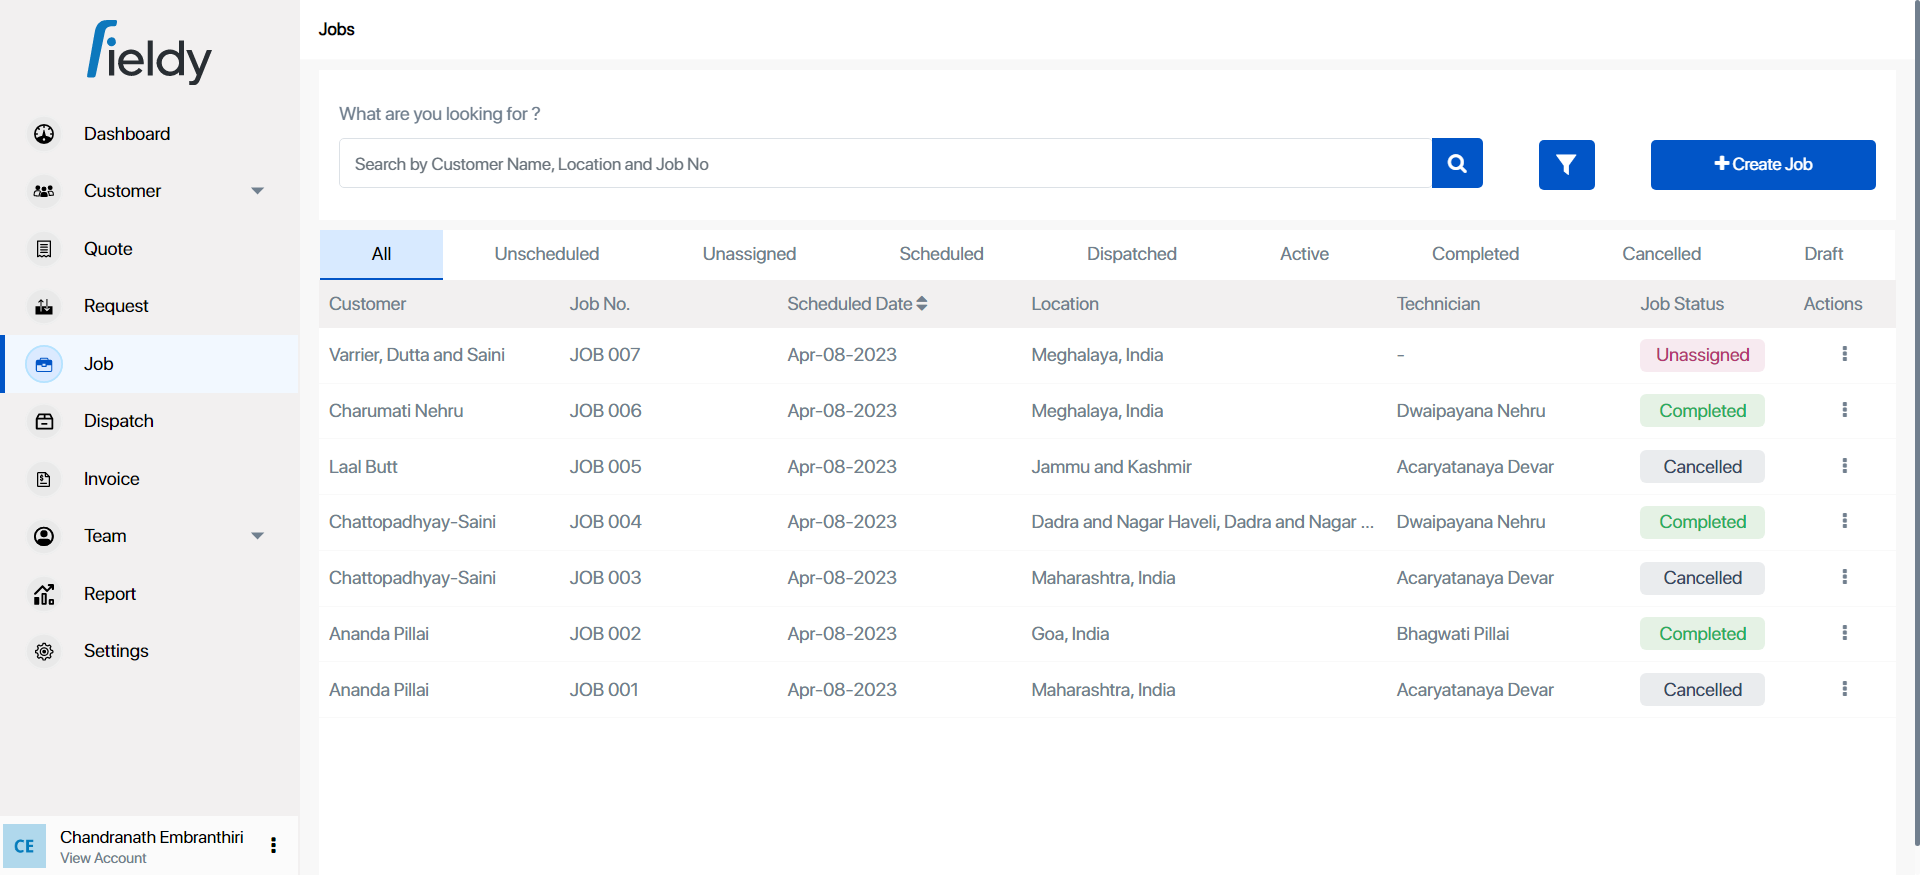 fieldy
Dashboard
Customer
Quote
Request
Job
Dispatch
Invoice
Team
Report
Settings
CE
Chandranath Embranthiri
View Account
Jobs
What are you looking for ?
Search by Customer Name, Location and Job No
Create Job
All Unscheduled Unassigned Scheduled Dispatched Active Completed Cancelled Draft
Customer Job No. Scheduled Date Location Technician Job Status Actions
Varrier, Dutta and Saini JOB 007 Apr-08-2023 Meghalaya, India - Unassigned
Charumati Nehru JOB 006 Apr-08-2023 Meghalaya, India Dwaipayana Nehru Completed
Laal Butt JOB 005 Apr-08-2023 Jammu and Kashmir Acaryatanaya Devar Cancelled
Chattopadhyay-Saini JOB 004 Apr-08-2023 Dadra and Nagar Haveli, Dadra and Nagar ... Dwaipayana Nehru Completed
Chattopadhyay-Saini JOB 003 Apr-08-2023 Maharashtra, India Acaryatanaya Devar Cancelled
Ananda Pillai JOB 002 Apr-08-2023 Goa, India Bhagwati Pillai Completed
Ananda Pillai JOB 001 Apr-08-2023 Maharashtra, India Acaryatanaya Devar Cancelled